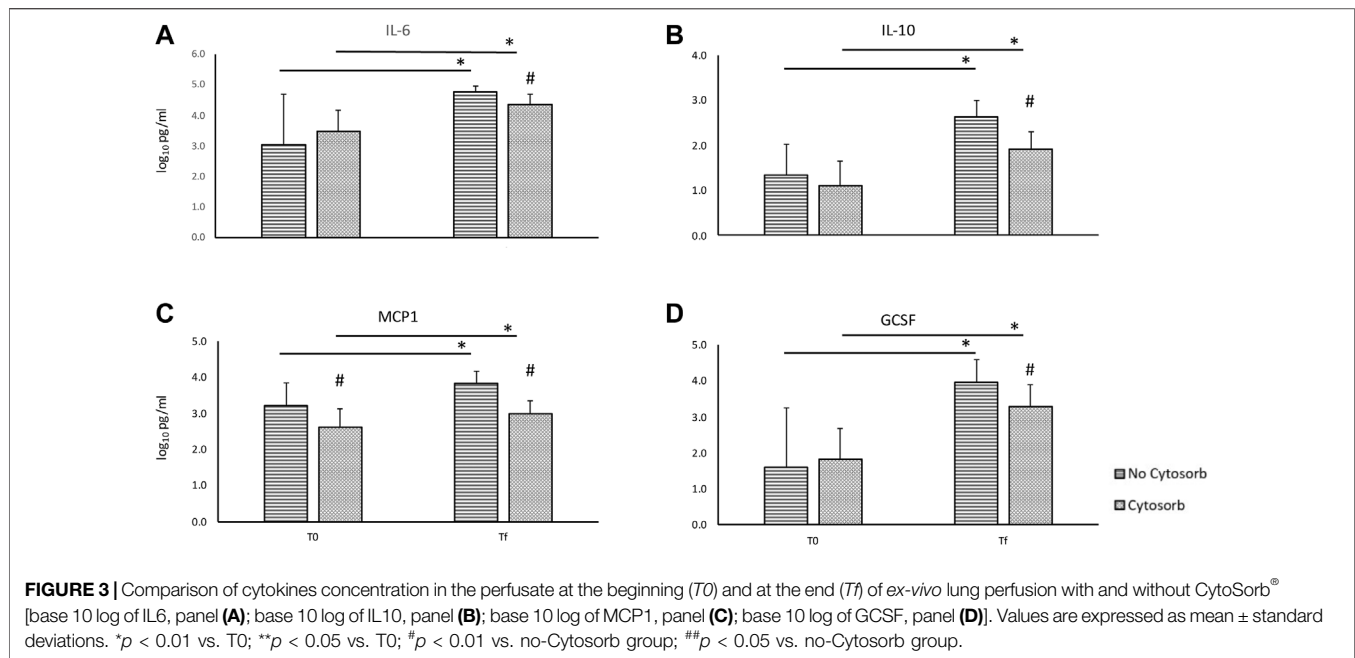 A
IL-6
6.0
5.0
4.0
3.0
2.0
1.0
0.0
log10 pg/ml
*
*
#
B
IL-10
4.0
3.0
2.0
1.0
0.0
*
*
#
C
MCP1
5.0
4.0
3.0
2.0
1.0
0.0
log10 pg/ml
*
*
#
#
T0
Tf
D
GCSF
5.0
4.0
3.0
2.0
1.0
0.0
*
*
#
T0
Tf
No Cytosorb
Cytosorb
FIGURE 3 | Comparison of cytokines concentration in the perfusate at the beginning (T0) and at the end (Tf) of ex-vivo lung perfusion with and without CytoSorb®
[base 10 log of IL6, panel (A); base 10 log of IL10, panel (B); base 10 log of MCP1, panel (C); base 10 log of GCSF, panel (D)]. Values are expressed as mean ± standard
deviations. *p < 0.01 vs. T0; **p < 0.05 vs. T0; #p < 0.01 vs. no-Cytosorb group; ##p < 0.05 vs. no-Cytosorb group.